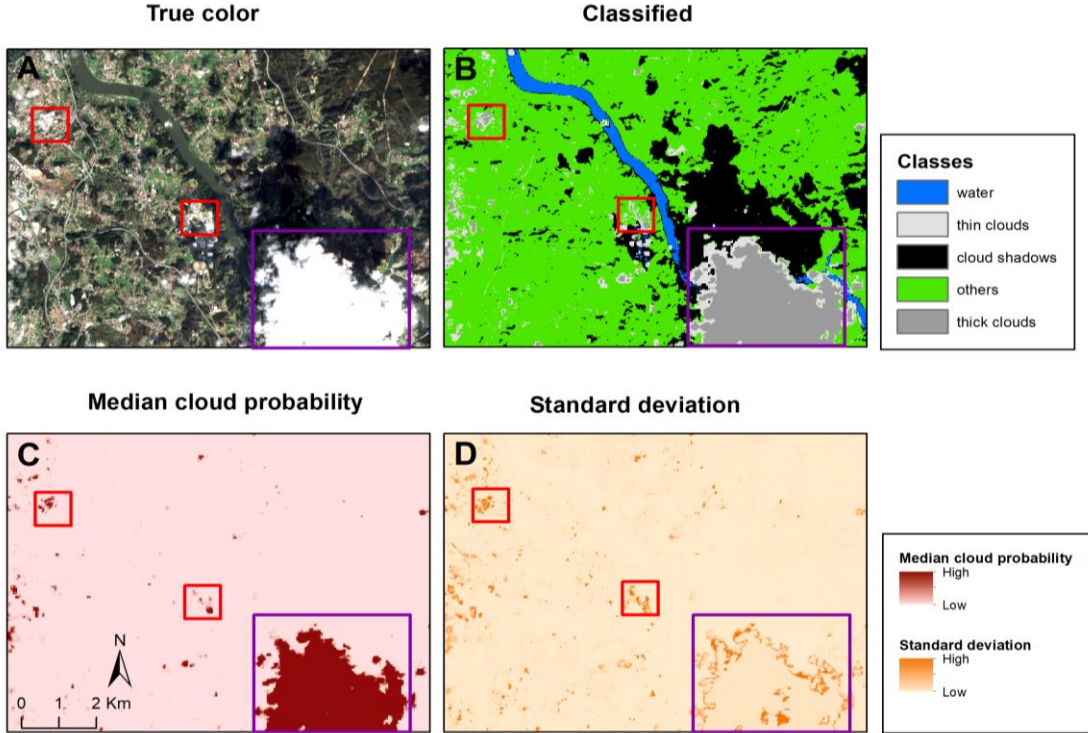 True color
Classified
A
B
Classes
water
thin clouds
cloud shadows
others
thick clouds
Median cloud probability
Standard deviation
C
D
N
0 1 2 Km
Median cloud probability
High
Low
Standard deviation
High
Low